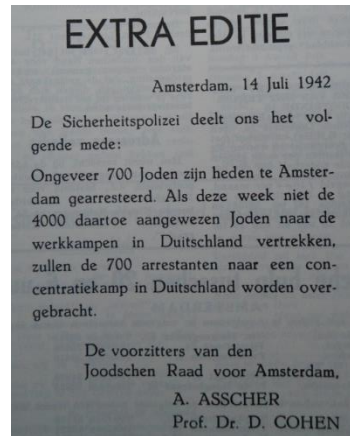 EXTRA EDITIE
Amsterdam, 14 Juli 1942
De Sicherheitspolizei deelt ons het vol-
gende mede:
Ongeveer 700 Joden zijn heden te Amster-
dam gearresteerd. Als deze week niet de
4000 daartoe aangewezen Joden naar de
werkkampen in Duitschland vertrekken,
zullen de 700 arrestanten naar een con-
centratiekamp in Duitschland worden over-
gebracht.
De voorzitters van den
Joodschen Raad voor Amsterdam,
A. ASSCHER
Prof. Dr. D. COHEN